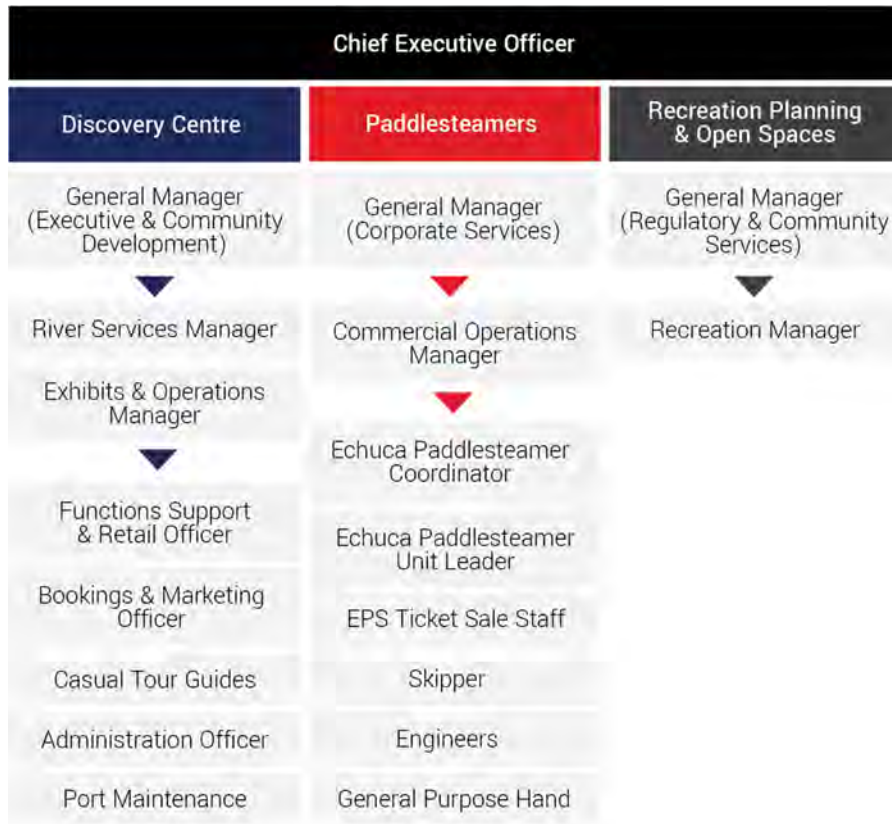 Chief Executive Officer
Discovery Centre
Paddlesteamers
Recreation Planning
& Open Spaces
General Manager
(Executive & Community
Development)
River Services Manager
Exhibits & Operations
Manager
Functions Support
& Retail Officer
Bookings & Marketing
Officer
Casual Tour Guides
Administration Officer
Port Maintenance
General Manager
(Corporate Services)
Commercial Operations
Manager
Echuca Paddlesteamer
Coordinator
Echuca Paddlesteamer
Unit Leader
EPS Ticket Sale Staff
Skipper
Engineers
General Purpose Hand
General Manager
(Regulatory & Community
Services)
Recreation Manager